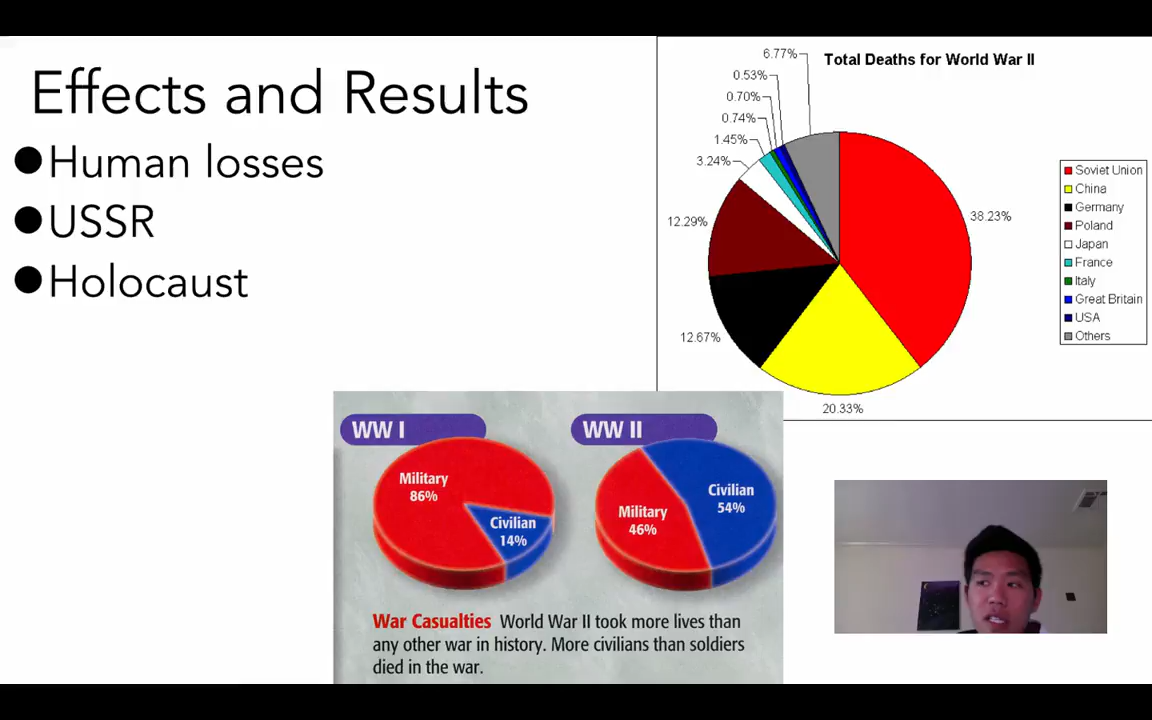 Effects and Results
●Human losses
●USSR
●Holocaust
Total Deaths for World War II
6.77%
0.53%
0.70%
0.74%
1.45%
3.24%
12.29%
12.67%
20.33%
38.23%
Soviet Union
China
Germany
Poland
Japan
France
Italy
Great Britain
USA
Others
WW I
Military
86%
Civilian
14%
WW II
Military
46%
Civilian
54%
War Casualties World War II took more lives than
any other war in history. More civilians than soldiers
died in the war.